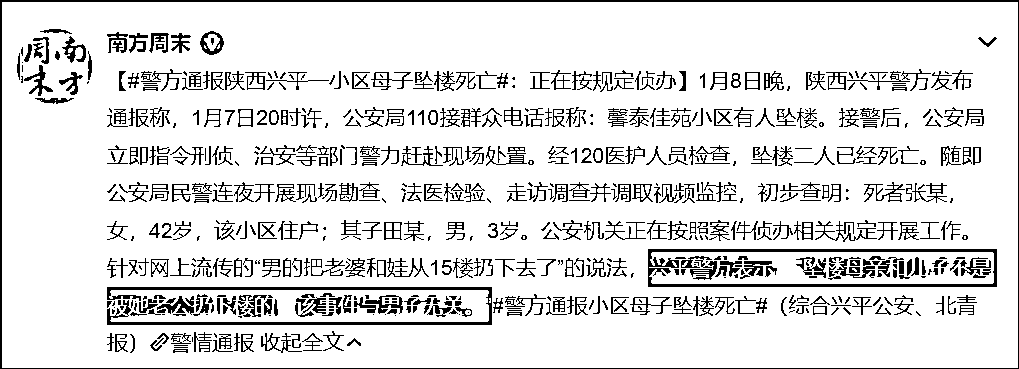 南方周末
南方周末
【#警方通报陕西兴平一小区母子坠楼死亡#：正在按规定侦办】1月8日晚，陕西兴平警方发布
通报称，1月7日20时许，公安局110接群众电话报称：馨泰佳苑小区有人坠楼。接警后，公安局
立即指令刑侦、治安等部门警力赶赴现场处置。经120医护人员检查，坠楼二人已经死亡。随即
公安局民警连夜开展现场勘查、法医检验、走访调查并调取视频监控，初步查明：死者张某，
女，42岁，该小区住户；其子田某，男，3岁。公安机关正在按照案件侦办相关规定开展工作。
针对网上流传的“男的把老婆和娃从15楼扔下去了”的说法，兴平警方表示，坠楼母亲和儿子不是
被她老公扔下楼的，该事件与男子无关。#警方通报小区母子坠楼死亡#（综合兴平公安、北青
报）警情通报 收起全文